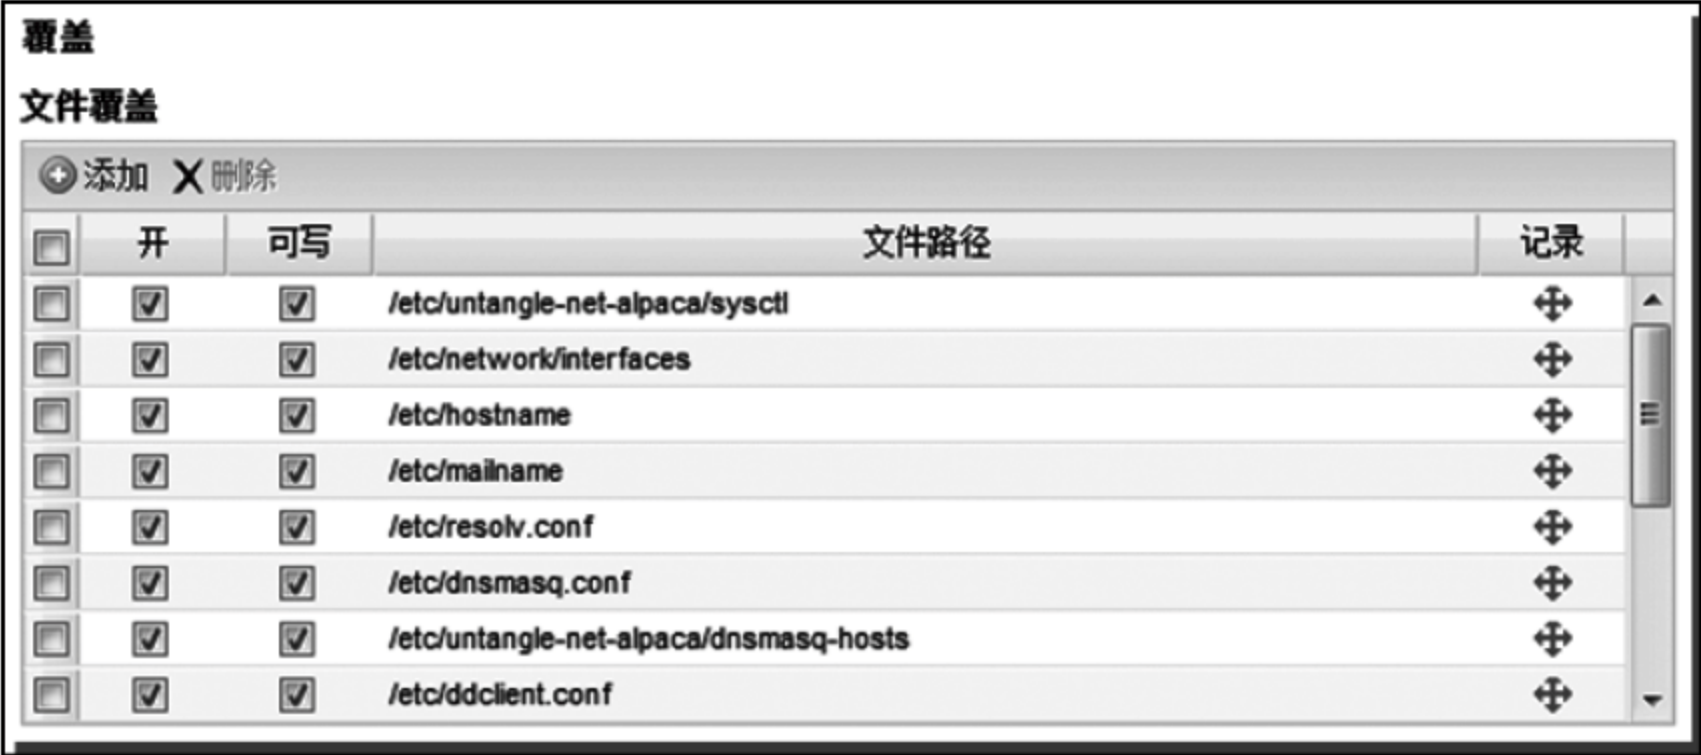 覆盖
文件覆盖
添加 删除
开 可写 文件路径 记录
/etc/untangle-net-alpaca/sysctl
/etc/network/interfaces
/etc/hostname
/etc/mailname
/etc/resolv.conf
/etc/dnsmasq.conf
/etc/untangle-net-alpaca/dnsmasq-hosts
/etc/ddclient.conf